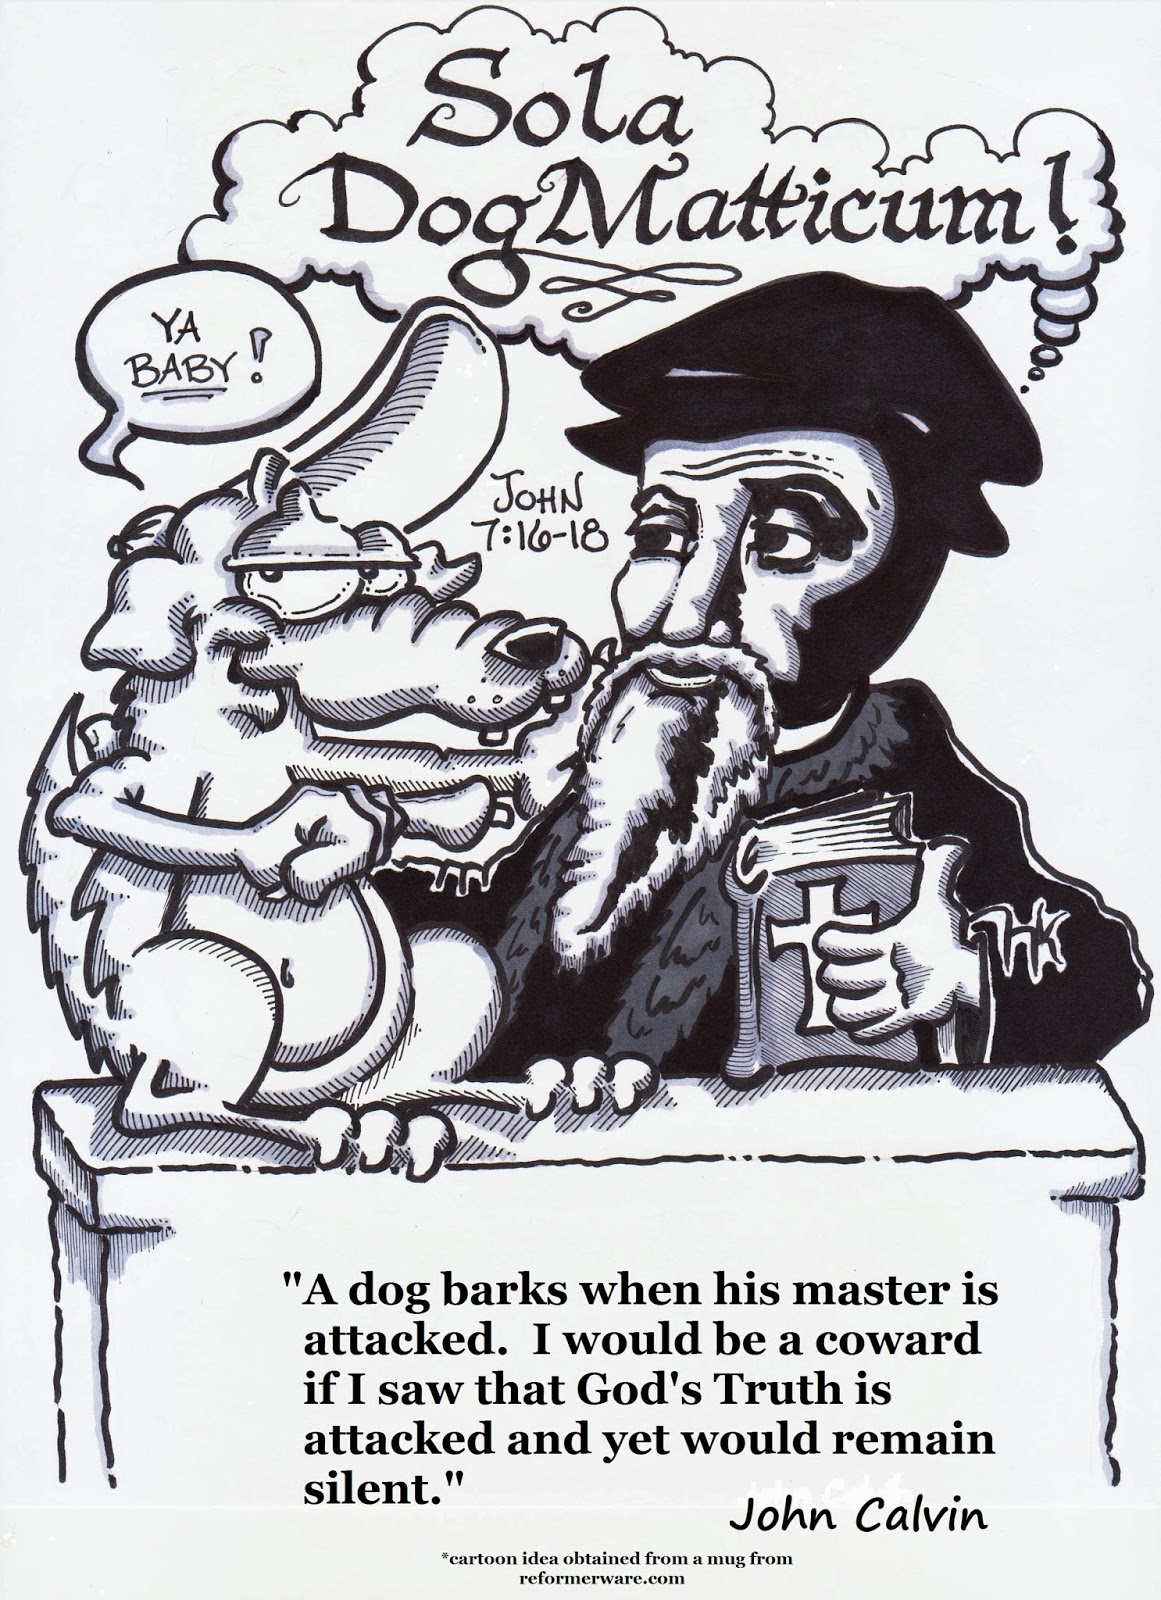 Sola
DogMatticum!
YA
BABY!
JOHN
7:16-18
HK
"A dog barks when his master is
attacked.  I would be a coward
if I saw that God's Truth is
attacked and yet would remain
silent."
John Calvin
*cartoon idea obtained from a mug from
reformerware.com